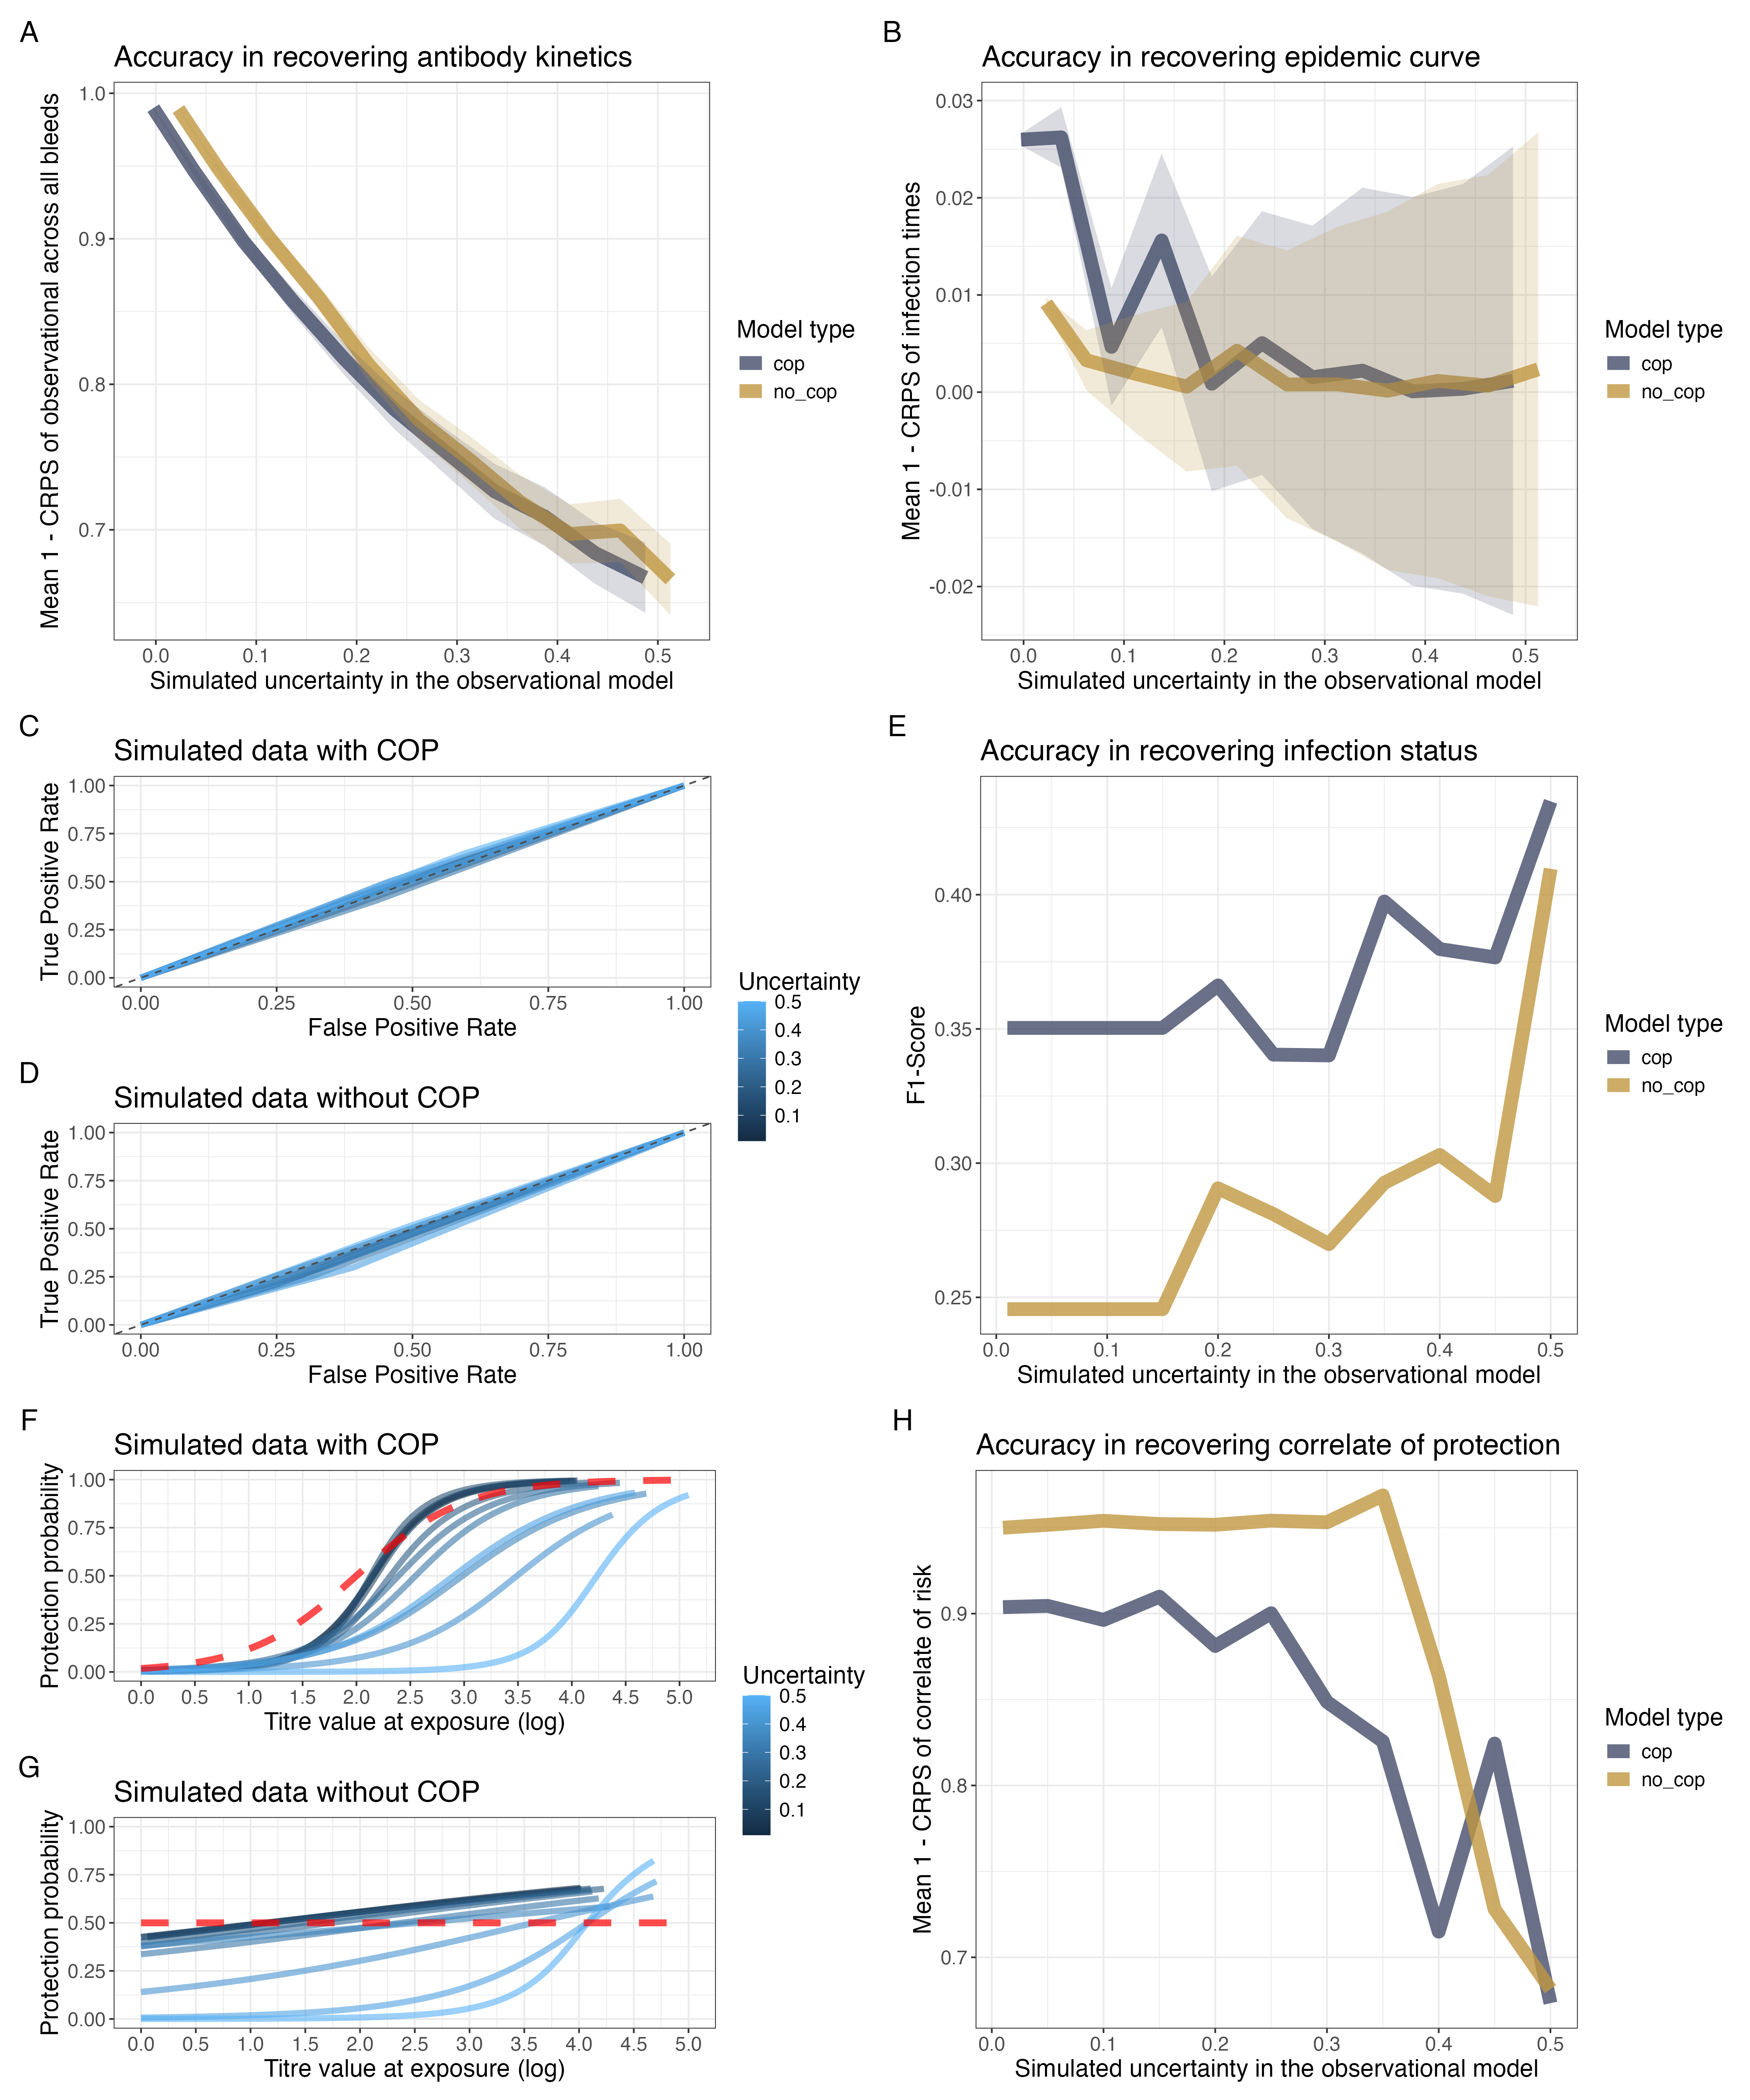 A
Accuracy in recovering antibody kinetics
Mean 1 - CRPS of observational across all bleeds
1.0
0.9
0.8
0.7
0.0 0.1 0.2 0.3 0.4 0.5
Simulated uncertainty in the observational model
Model type
cop
no_cop
B
Accuracy in recovering epidemic curve
Mean 1 - CRPS of infection times
0.03
0.02
0.01
0.00
-0.01
-0.02
0.0 0.1 0.2 0.3 0.4 0.5
Simulated uncertainty in the observational model
Model type
cop
no_cop
C
Simulated data with COP
True Positive Rate
1.00
0.75
0.50
0.25
0.00
0.00 0.25 0.50 0.75 1.00
False Positive Rate
D
Simulated data without COP
True Positive Rate
1.00
0.75
0.50
0.25
0.00
0.00 0.25 0.50 0.75 1.00
False Positive Rate
Uncertainty
0.5
0.4
0.3
0.2
0.1
E
Accuracy in recovering infection status
F1-Score
0.40
0.35
0.30
0.25
0.0 0.1 0.2 0.3 0.4 0.5
Simulated uncertainty in the observational model
Model type
cop
no_cop
F
Simulated data with COP
Protection probability
1.00
0.75
0.50
0.25
0.00
0.0 0.5 1.0 1.5 2.0 2.5 3.0 3.5 4.0 4.5 5.0
Titre value at exposure (log)
G
Simulated data without COP
Protection probability
1.00
0.75
0.50
0.25
0.00
0.0 0.5 1.0 1.5 2.0 2.5 3.0 3.5 4.0 4.5 5.0
Titre value at exposure (log)
Uncertainty
0.5
0.4
0.3
0.2
0.1
H
Accuracy in recovering correlate of protection
Mean 1 - CRPS of correlate of risk
0.9
0.8
0.7
0.0 0.1 0.2 0.3 0.4 0.5
Simulated uncertainty in the observational model
Model type
cop
no_cop